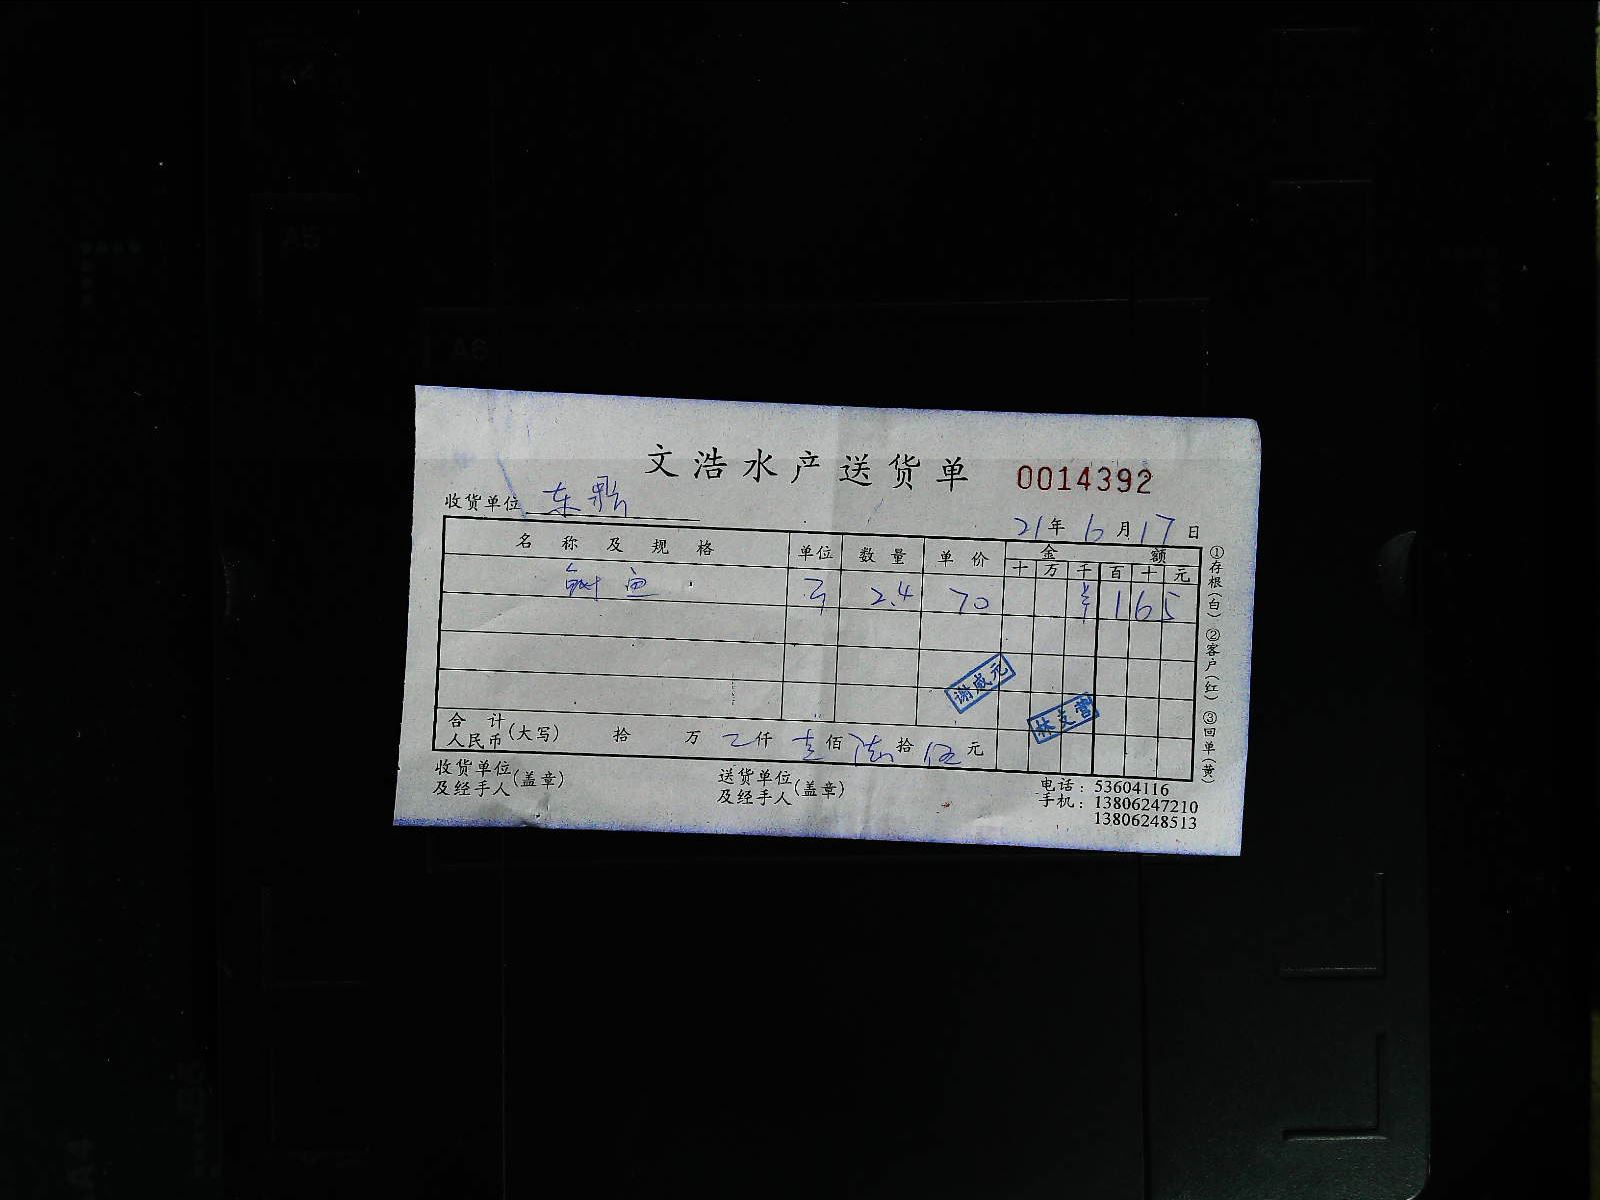 文浩水产送货单 0014392
收货单位 东鼎
21年6月17日
名称及规格 单位 数量 单价 金额
十 万 千 百 十 元
鱼 斤 2.4 70 ¥ 1 6 5
谢威元
林美营
合计人民币(大写) 拾 万 仟 壹佰 陆拾 伍元
收货单位及经手人(盖章) 送货单位及经手人(盖章)
电话：53604116
手机：13806247210
13806248513
①存根(白) ②客户(红) ③回单(黄)
A5
A6
A4